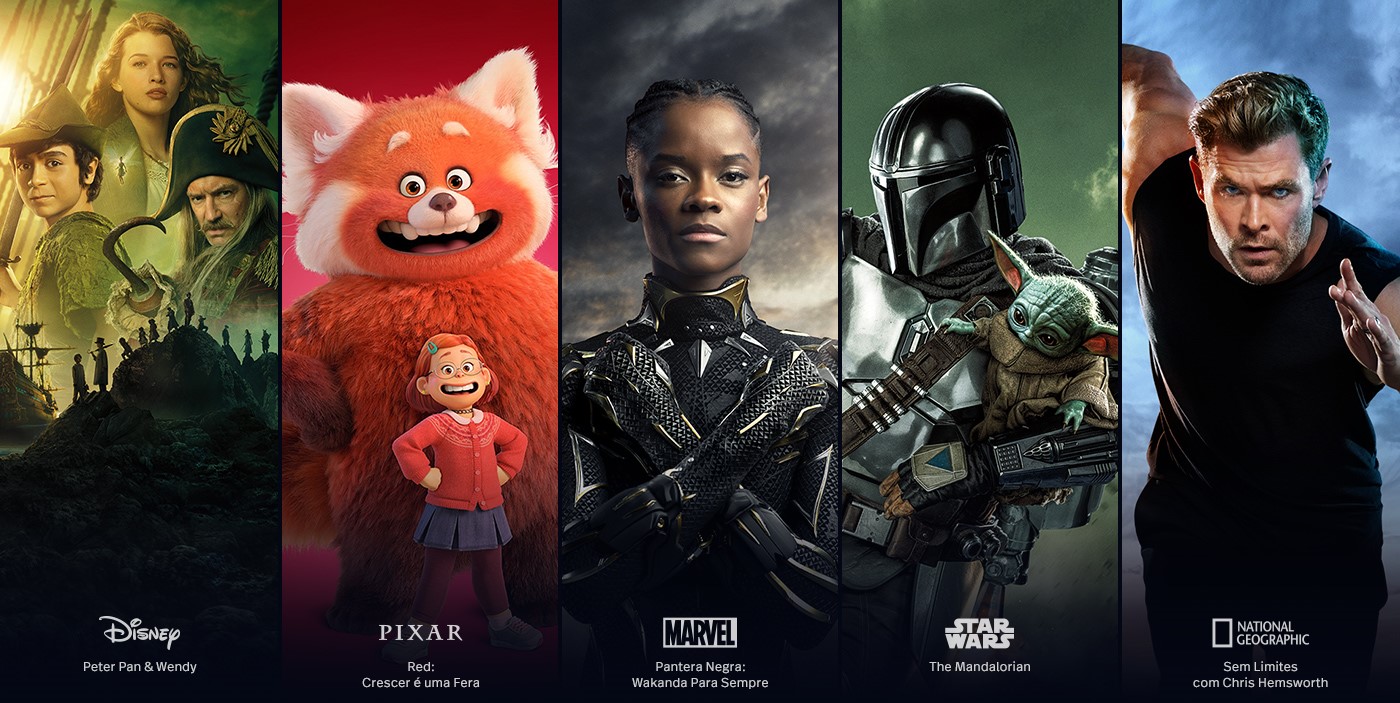 Disney
Peter Pan & Wendy
PIXAR
Red:
Crescer é uma Fera
MARVEL
Pantera Negra:
Wakanda Para Sempre
STAR
WARS
The Mandalorian
NATIONAL
GEOGRAPHIC
Sem Limites
com Chris Hemsworth